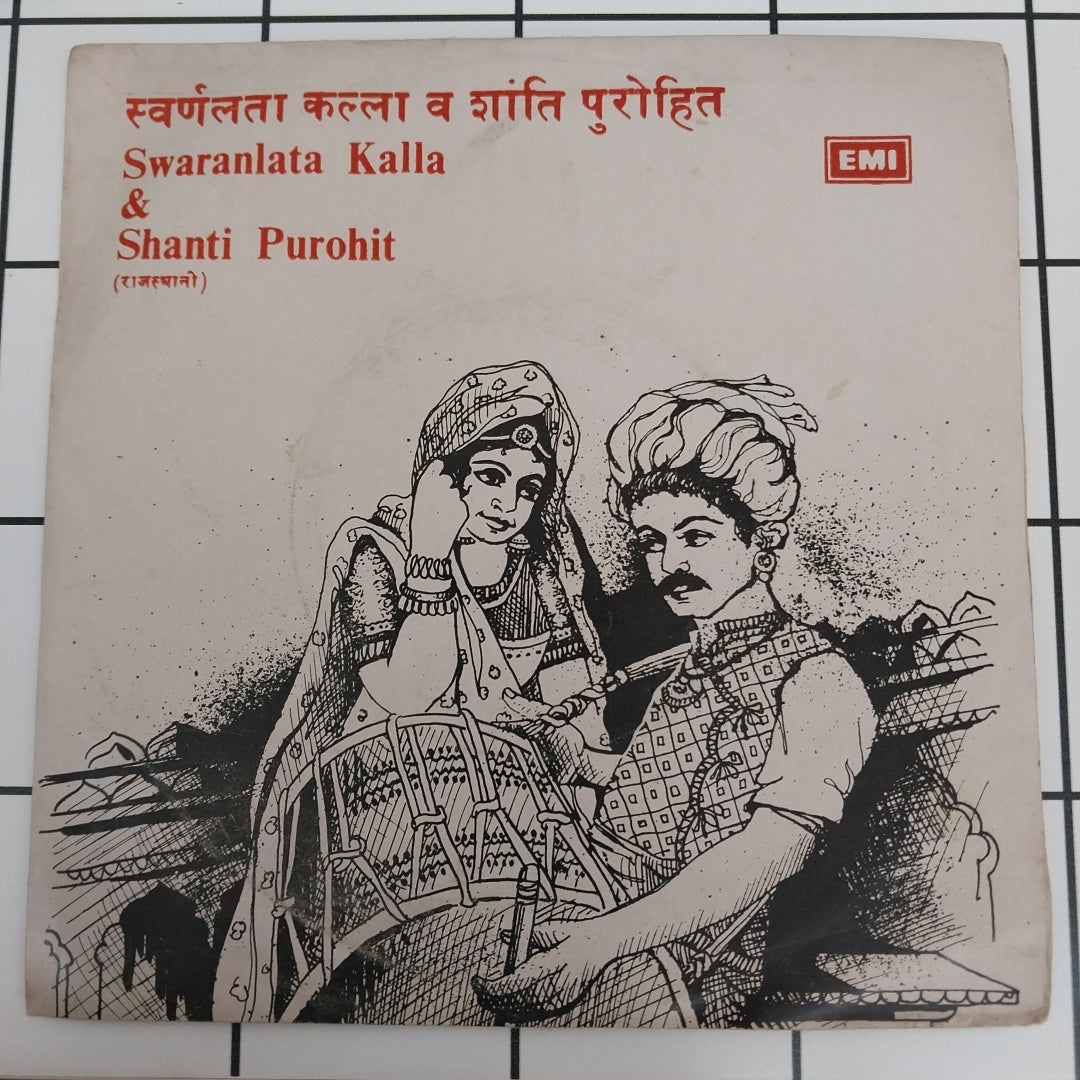 स्वर्णलता कल्ला व शांति पुरोहित
EMI
Swaranlata Kalla
&
Shanti Purohit
(राजस्थानी)